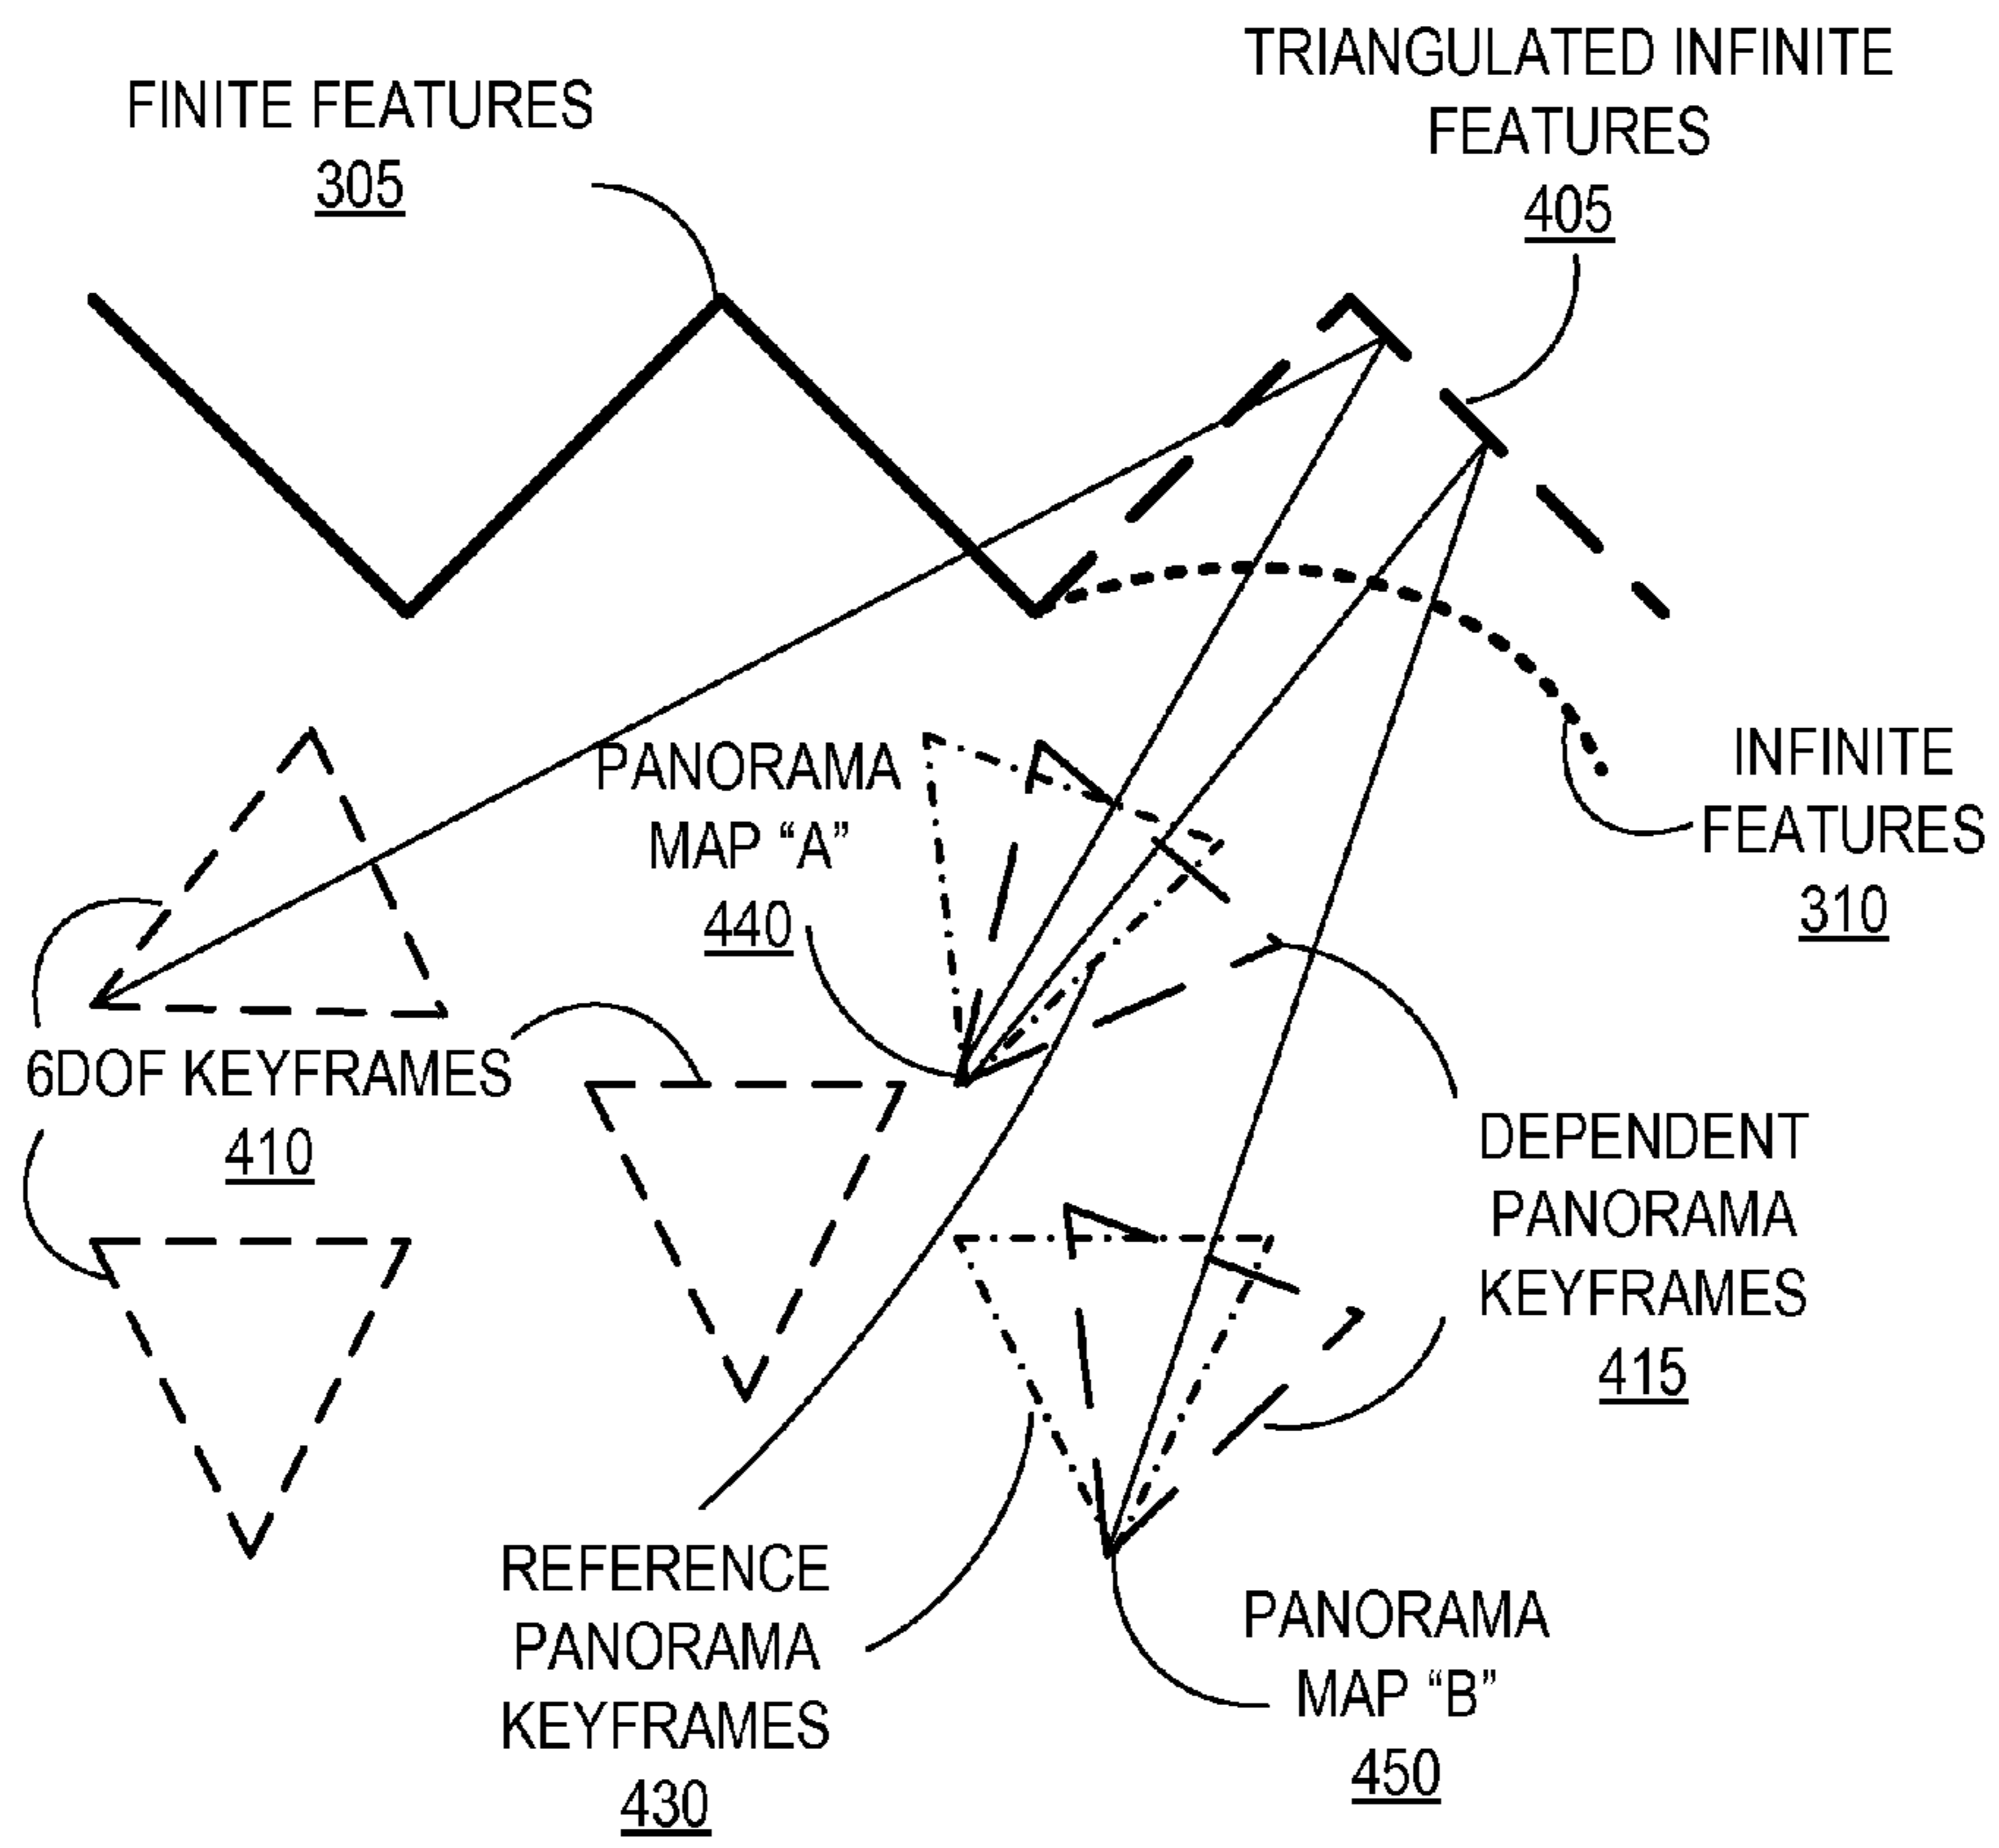 FINITE FEATURES
305
TRIANGULATED INFINITE
FEATURES
405
PANORAMA
MAP “A”
440
INFINITE
FEATURES
310
6DOF KEYFRAMES
410
DEPENDENT
PANORAMA
KEYFRAMES
415
REFERENCE
PANORAMA
KEYFRAMES
430
PANORAMA
MAP “B”
450